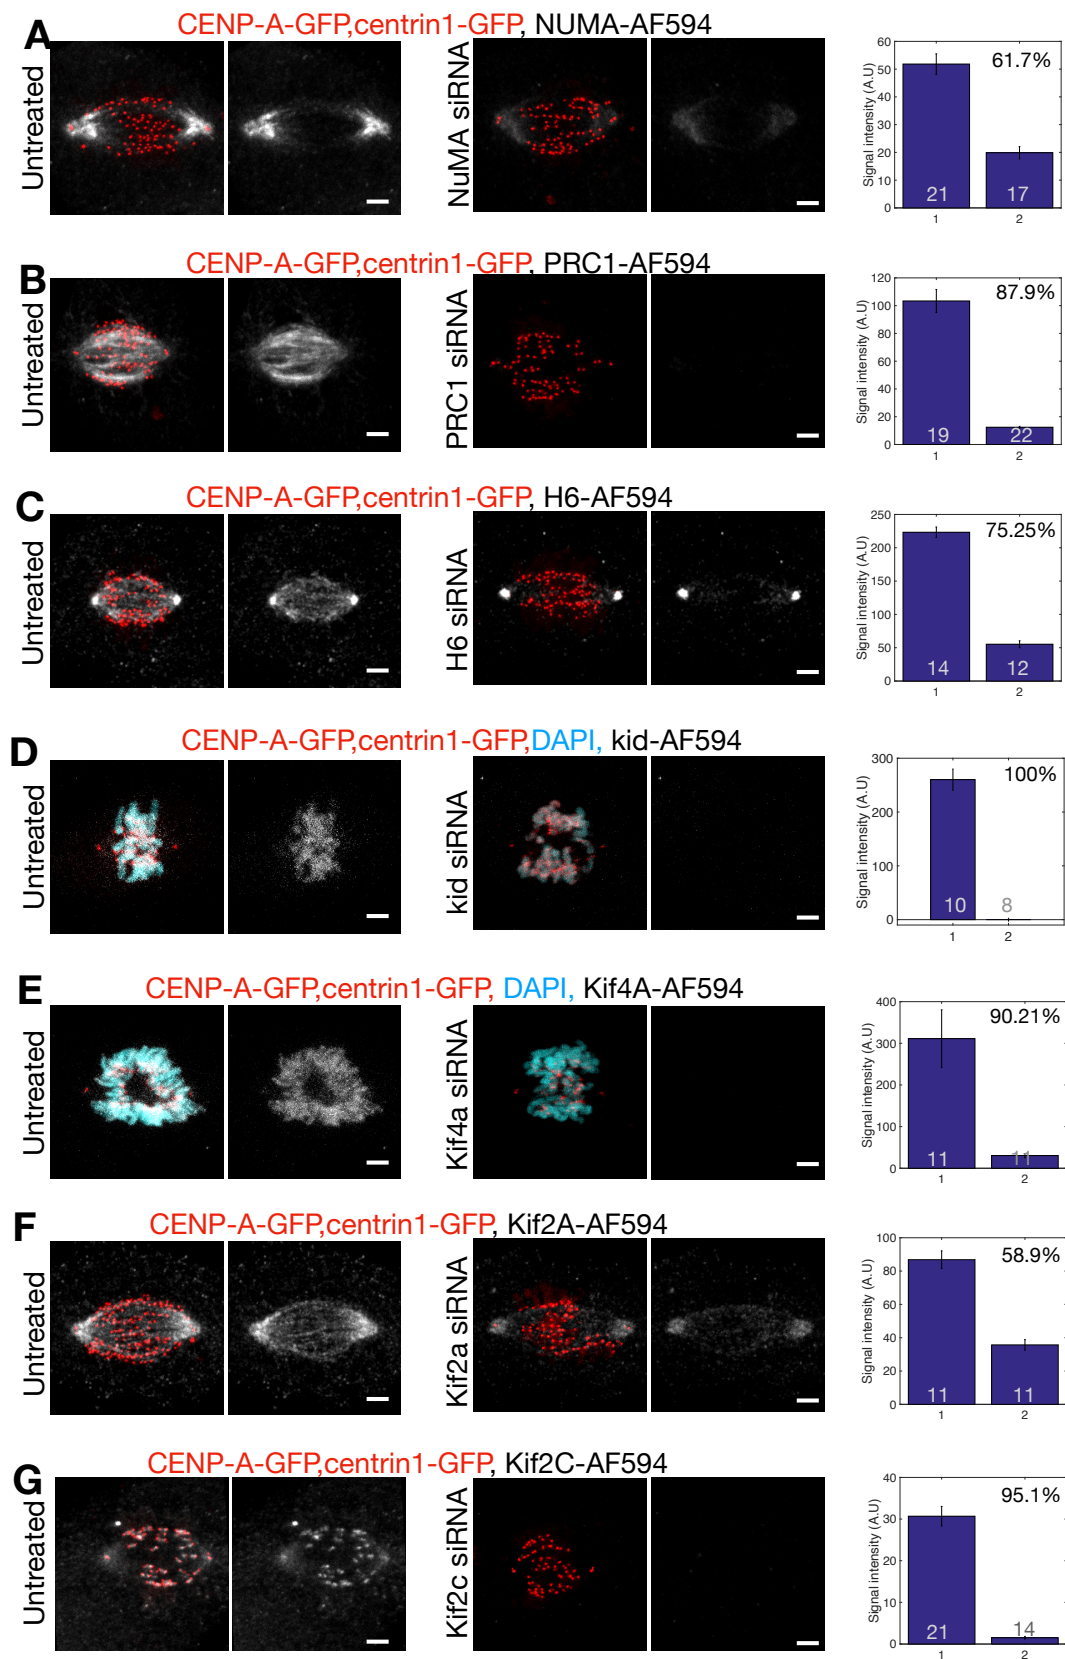 A
CENP-A-GFP,centrin1-GFP, NUMA-AF594
Untreated
NuMA siRNA
Signal intensity (A.U)
60
50
40
30
20
10
0
61.7%
21
17
1
2
B
CENP-A-GFP,centrin1-GFP, PRC1-AF594
Untreated
PRC1 siRNA
Signal intensity (A.U)
120
100
80
60
40
20
0
87.9%
19
22
1
2
C
CENP-A-GFP,centrin1-GFP, H6-AF594
Untreated
H6 siRNA
Signal intensity (A.U)
250
200
150
100
50
0
75.25%
14
12
1
2
D
CENP-A-GFP,centrin1-GFP,DAPI, kid-AF594
Untreated
kid siRNA
Signal intensity (A.U)
300
200
100
0
100%
10
8
1
2
E
CENP-A-GFP,centrin1-GFP, DAPI, Kif4A-AF594
Untreated
Kif4a siRNA
Signal intensity (A.U)
400
300
200
100
0
90.21%
11
11
1
2
F
CENP-A-GFP,centrin1-GFP, Kif2A-AF594
Untreated
Kif2a siRNA
Signal intensity (A.U)
100
80
60
40
20
0
58.9%
11
11
1
2
G
CENP-A-GFP,centrin1-GFP, Kif2C-AF594
Untreated
Kif2c siRNA
Signal intensity (A.U)
40
30
20
10
0
95.1%
21
14
1
2